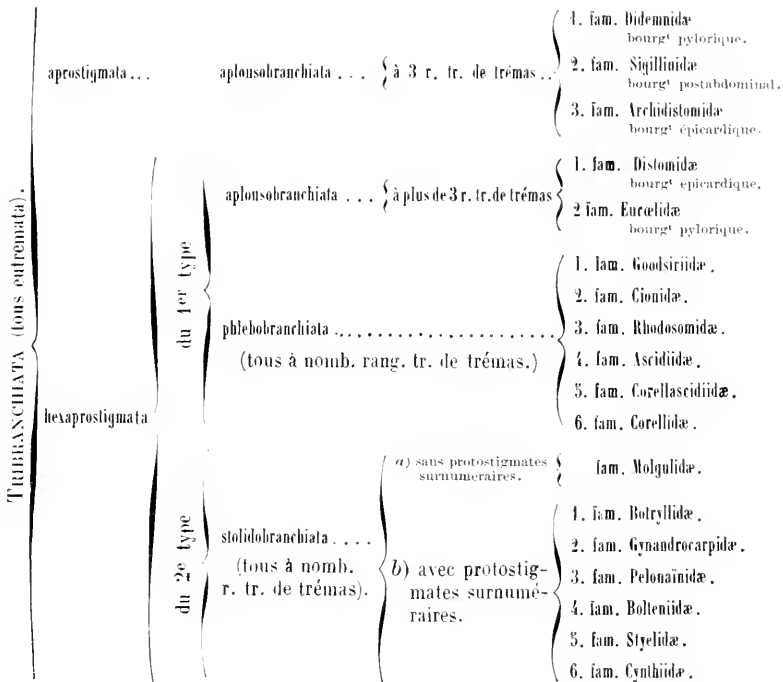 TRIBRANCHIATA (tous eutremata).
aprostigmata...
aplousobranchiata ... à 3 r. tr. de trémas ..
1. fam. Didemnidæ
bourgt pylorique.
2. fam. Sigillinidæ
bourgt postabdominal.
3. fam. Archidistomidæ
bourgt épicardique.
hexaprostigmata
du 1er type
aplousobranchiata ... à plus de 3 r. tr. de trémas
1. fam. Distomidæ
bourgt epicardique.
2 fam. Eucœlidæ
bourgt pylorique.
phlebobranchiata ........................
(tous à nomb. rang. tr. de trémas.)
1. fam. Goodsiriidæ.
2. fam. Cionidæ.
3. fam. Rhodosomidæ.
4. fam. Ascidiidæ.
5. fam. Corellascidiidæ.
6. fam. Corellidæ.
du 2e type
stolidobranchiata ....
(tous à nomb.
r. tr. de trémas).
a) sans protostigmates
surnumeraires.
fam. Molgulidæ.
b) avec protostig-
mates surnumé-
raires.
1. fam. Botryllidæ.
2. fam. Gynandrocarpidæ.
3. fam. Pelonaïnidæ.
4. fam. Bolteniidæ.
5. fam. Styelidæ.
6. fam. Cynthiidæ.